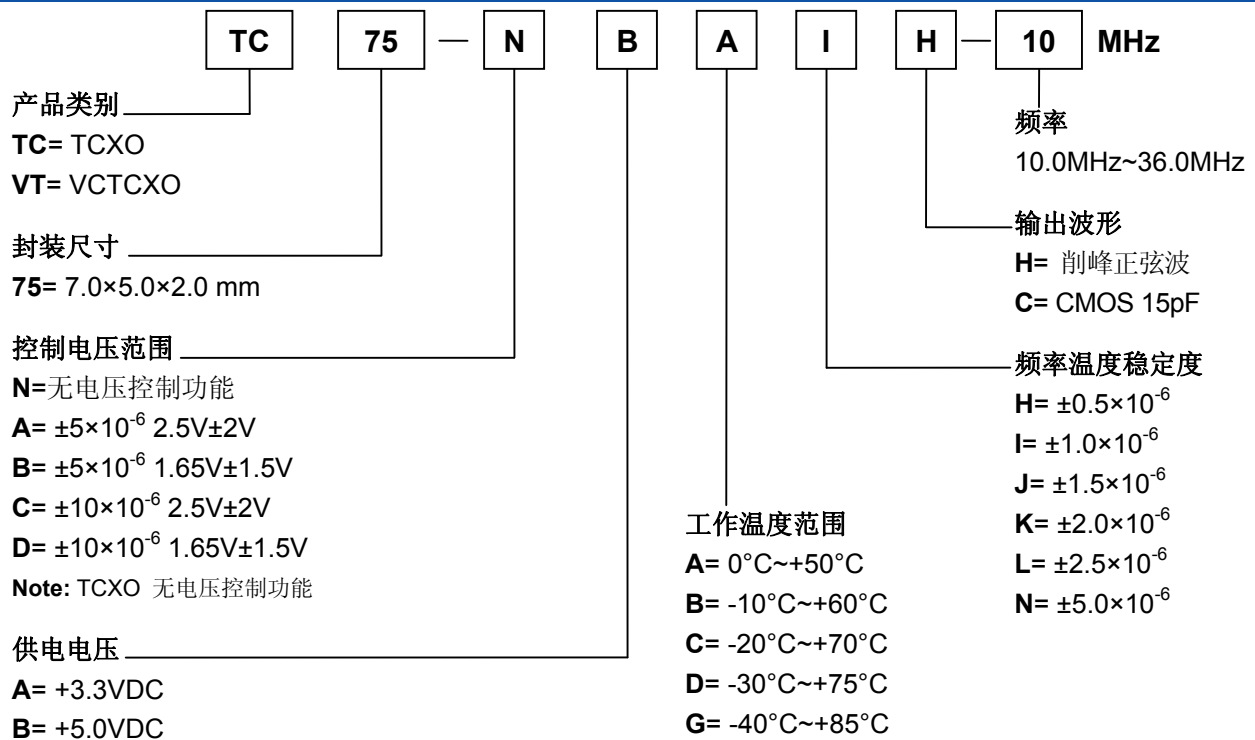 TC 75 — N B A I H — 10 MHz
产品类别
TC= TCXO
VT= VCTCXO
封装尺寸
75= 7.0×5.0×2.0 mm
控制电压范围
N=无电压控制功能
A= ±5×10⁻⁶ 2.5V±2V
B= ±5×10⁻⁶ 1.65V±1.5V
C= ±10×10⁻⁶ 2.5V±2V
D= ±10×10⁻⁶ 1.65V±1.5V
Note: TCXO 无电压控制功能
供电电压
A= +3.3VDC
B= +5.0VDC
工作温度范围
A= 0°C~+50°C
B= -10°C~+60°C
C= -20°C~+70°C
D= -30°C~+75°C
G= -40°C~+85°C
频率
10.0MHz~36.0MHz
输出波形
H= 削峰正弦波
C= CMOS 15pF
频率温度稳定度
H= ±0.5×10⁻⁶
I= ±1.0×10⁻⁶
J= ±1.5×10⁻⁶
K= ±2.0×10⁻⁶
L= ±2.5×10⁻⁶
N= ±5.0×10⁻⁶